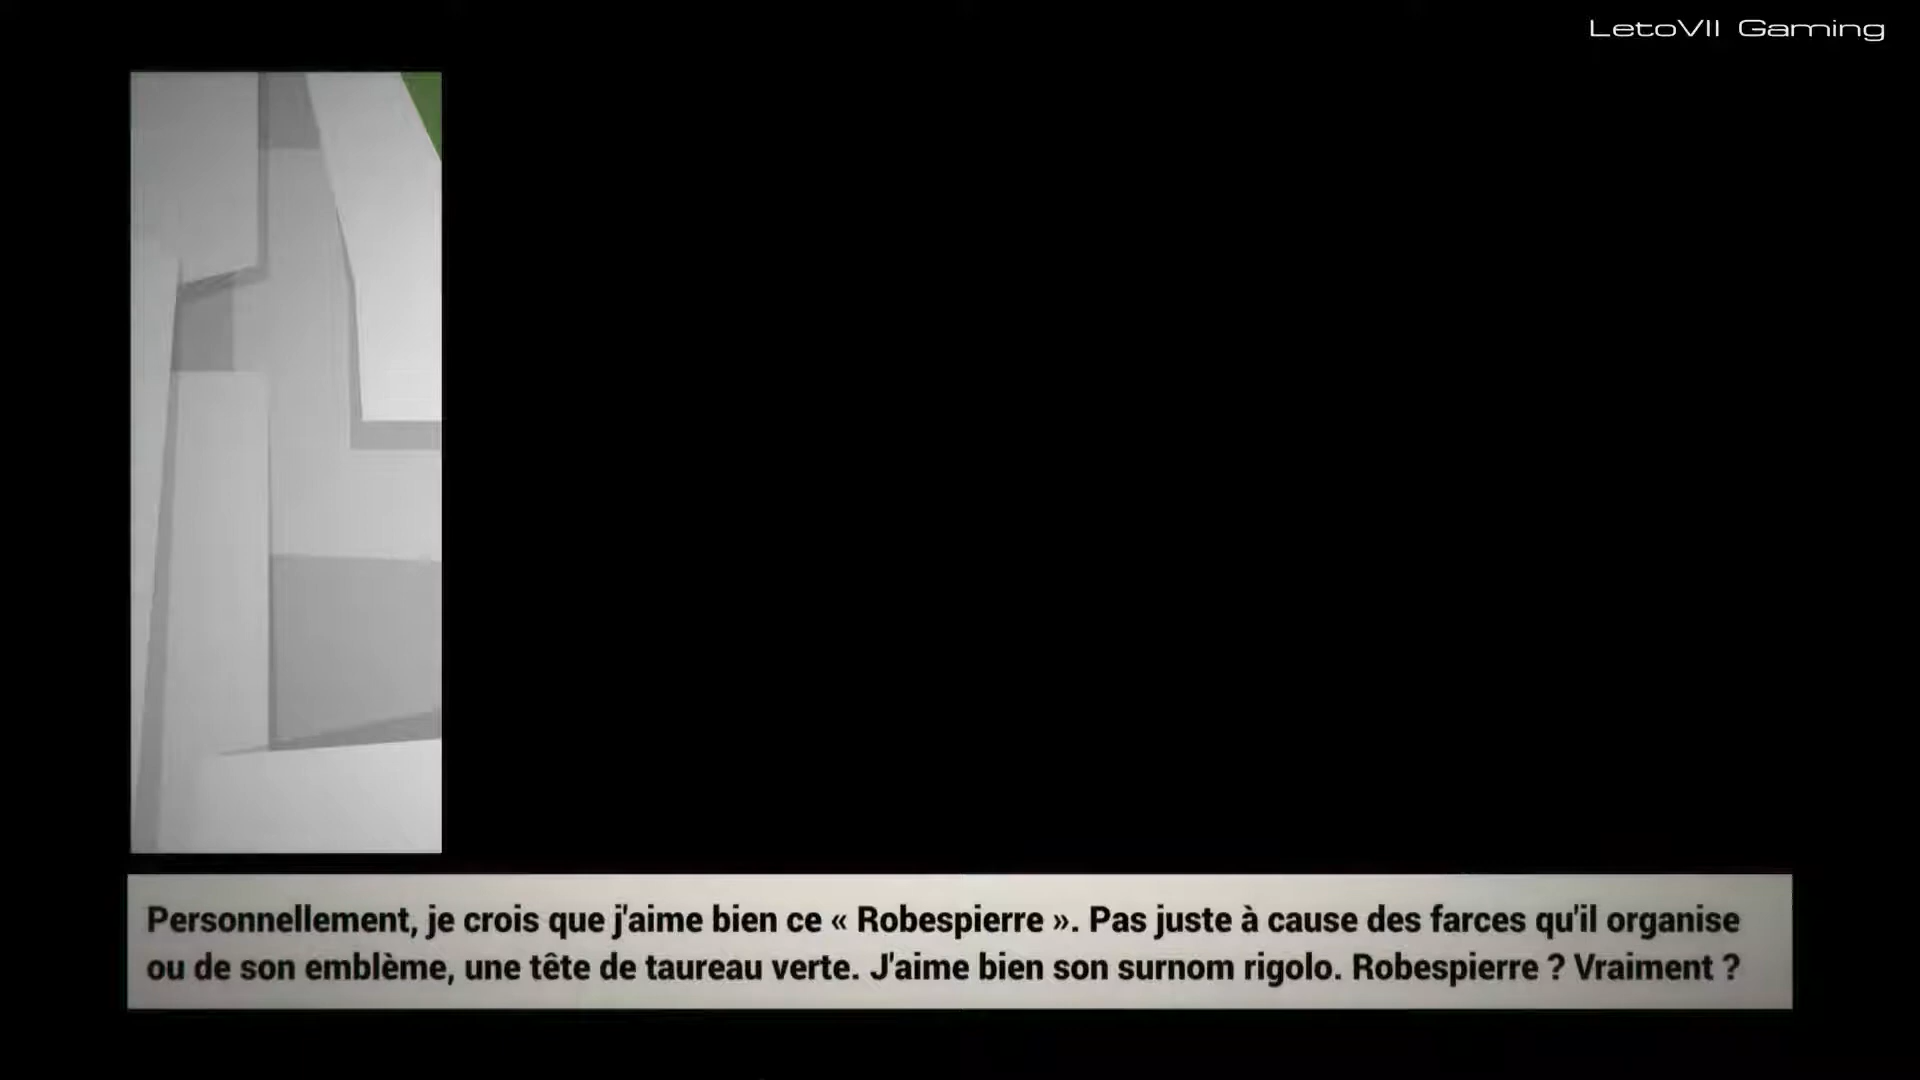 LetoVII Gaming
Personnellement, je crois que j'aime bien ce « Robespierre ». Pas juste à cause des farces qu'il organise
ou de son emblème, une tête de taureau verte. J'aime bien son surnom rigolo. Robespierre ? Vraiment ?